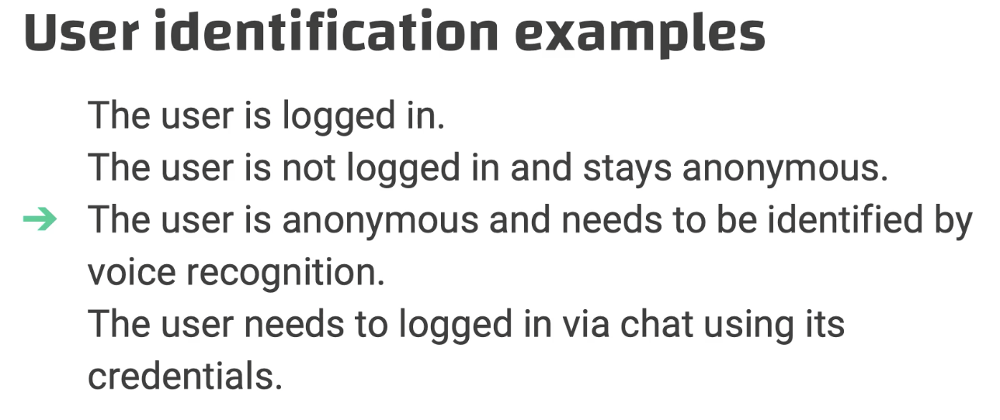 User identification examples
The user is logged in.
The user is not logged in and stays anonymous.
➔ The user is anonymous and needs to be identified by
voice recognition.
The user needs to logged in via chat using its
credentials.